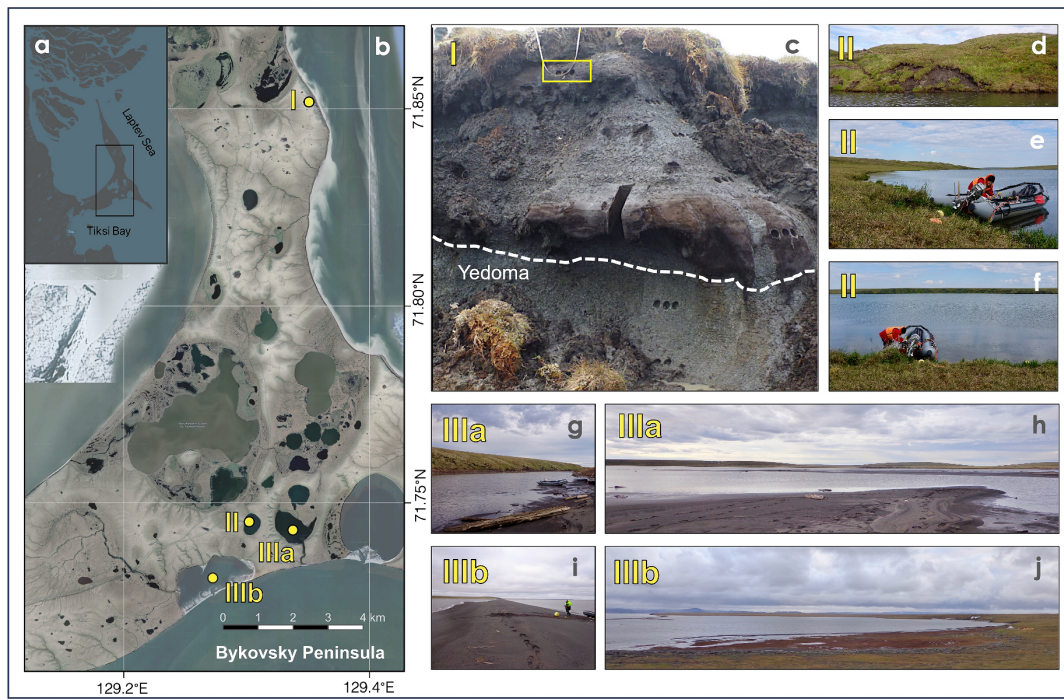 a
b
Laptev Sea
Tiksi Bay
I
71.85°N
71.80°N
71.75°N
II
IIIa
IIIb
0 1 2 3 4 km
Bykovsky Peninsula
129.2°E
129.4°E
I
c
Yedoma
II
d
II
e
II
f
IIIa
g
IIIa
h
IIIb
i
IIIb
j